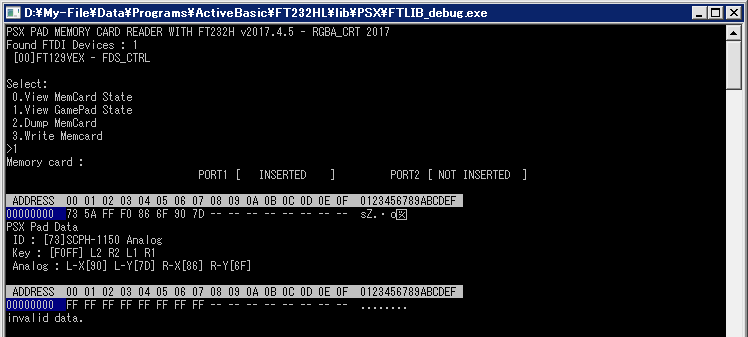 D:¥My-File¥Data¥Programs¥ActiveBasic¥FT232HL¥lib¥PSX¥FTLIB_debug.exe
PSX PAD MEMORY CARD READER WITH FT232H v2017.4.5 - RGBA_CRT 2017
Found FTDI Devices : 1
[00]FT129VEX - FDS_CTRL
Select:
0.View MemCard State
1.View GamePad State
2.Dump MemCard
3.Write Memcard
>1
Memory card :
PORT1 [ INSERTED ] PORT2 [ NOT INSERTED ]
ADDRESS 00 01 02 03 04 05 06 07 08 09 0A 0B 0C 0D 0E 0F 0123456789ABCDEF
00000000 73 5A FF F0 86 6F 90 7D -- -- -- -- -- -- -- -- sZ.･ o
PSX Pad Data
ID : [73]SCPH-1150 Analog
Key : [F0FF] L2 R2 L1 R1
Analog : L-X[90] L-Y[7D] R-X[86] R-Y[6F]
ADDRESS 00 01 02 03 04 05 06 07 08 09 0A 0B 0C 0D 0E 0F 0123456789ABCDEF
00000000 FF FF FF FF FF FF FF FF -- -- -- -- -- -- -- -- ........
invalid data.